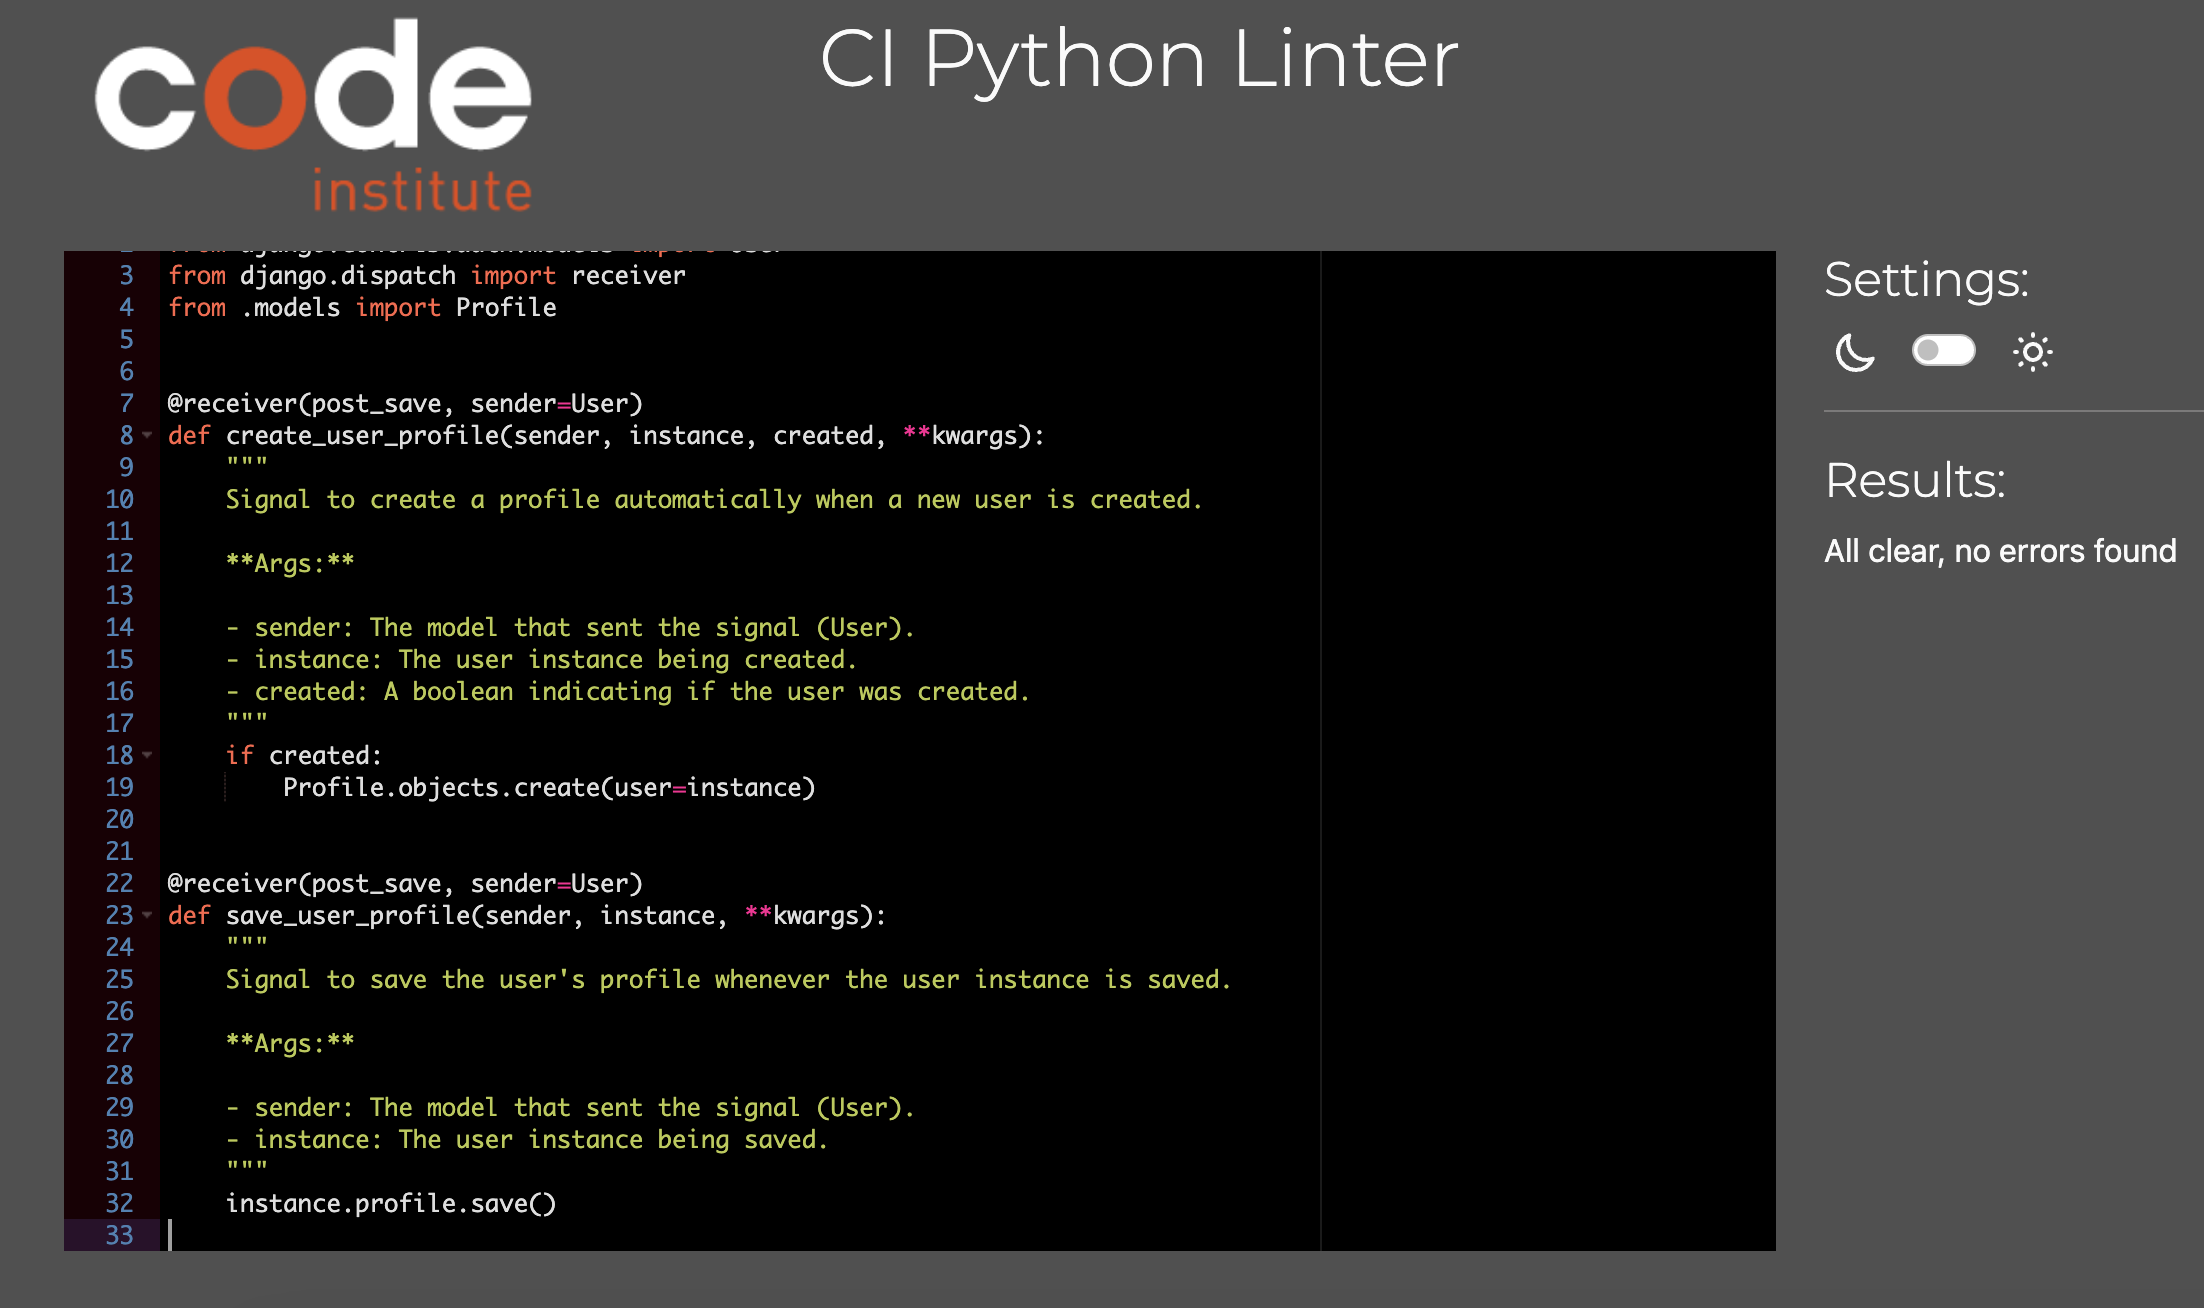 code
institute
CI Python Linter
3 from django.dispatch import receiver
4 from .models import Profile
5
6
7 @receiver(post_save, sender=User)
8 def create_user_profile(sender, instance, created, **kwargs):
9     """
10     Signal to create a profile automatically when a new user is created.
11
12     **Args:**
13
14     - sender: The model that sent the signal (User).
15     - instance: The user instance being created.
16     - created: A boolean indicating if the user was created.
17     """
18     if created:
19         Profile.objects.create(user=instance)
20
21
22 @receiver(post_save, sender=User)
23 def save_user_profile(sender, instance, **kwargs):
24     """
25     Signal to save the user's profile whenever the user instance is saved.
26
27     **Args:**
28
29     - sender: The model that sent the signal (User).
30     - instance: The user instance being saved.
31     """
32     instance.profile.save()
33
Settings:
Results:
All clear, no errors found